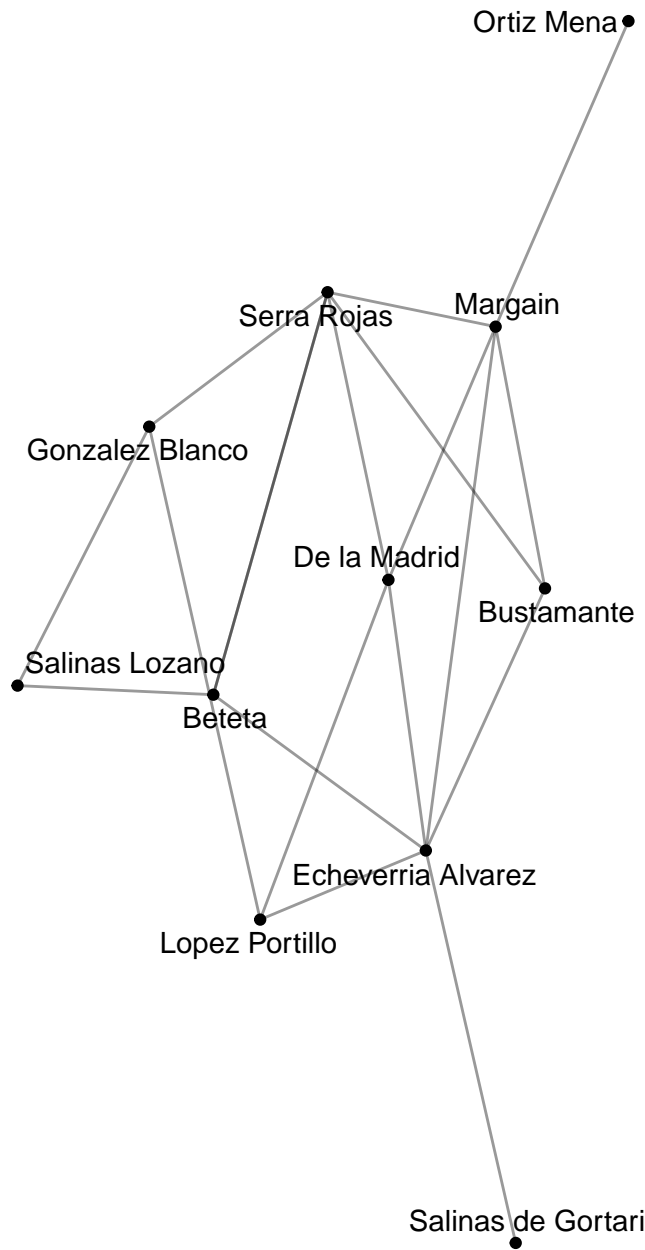 Ortiz Mena
Margain
Serra Rojas
Gonzalez Blanco
De la Madrid
Bustamante
Salinas Lozano
Beteta
Echeverria Alvarez
Lopez Portillo
Salinas de Gortari